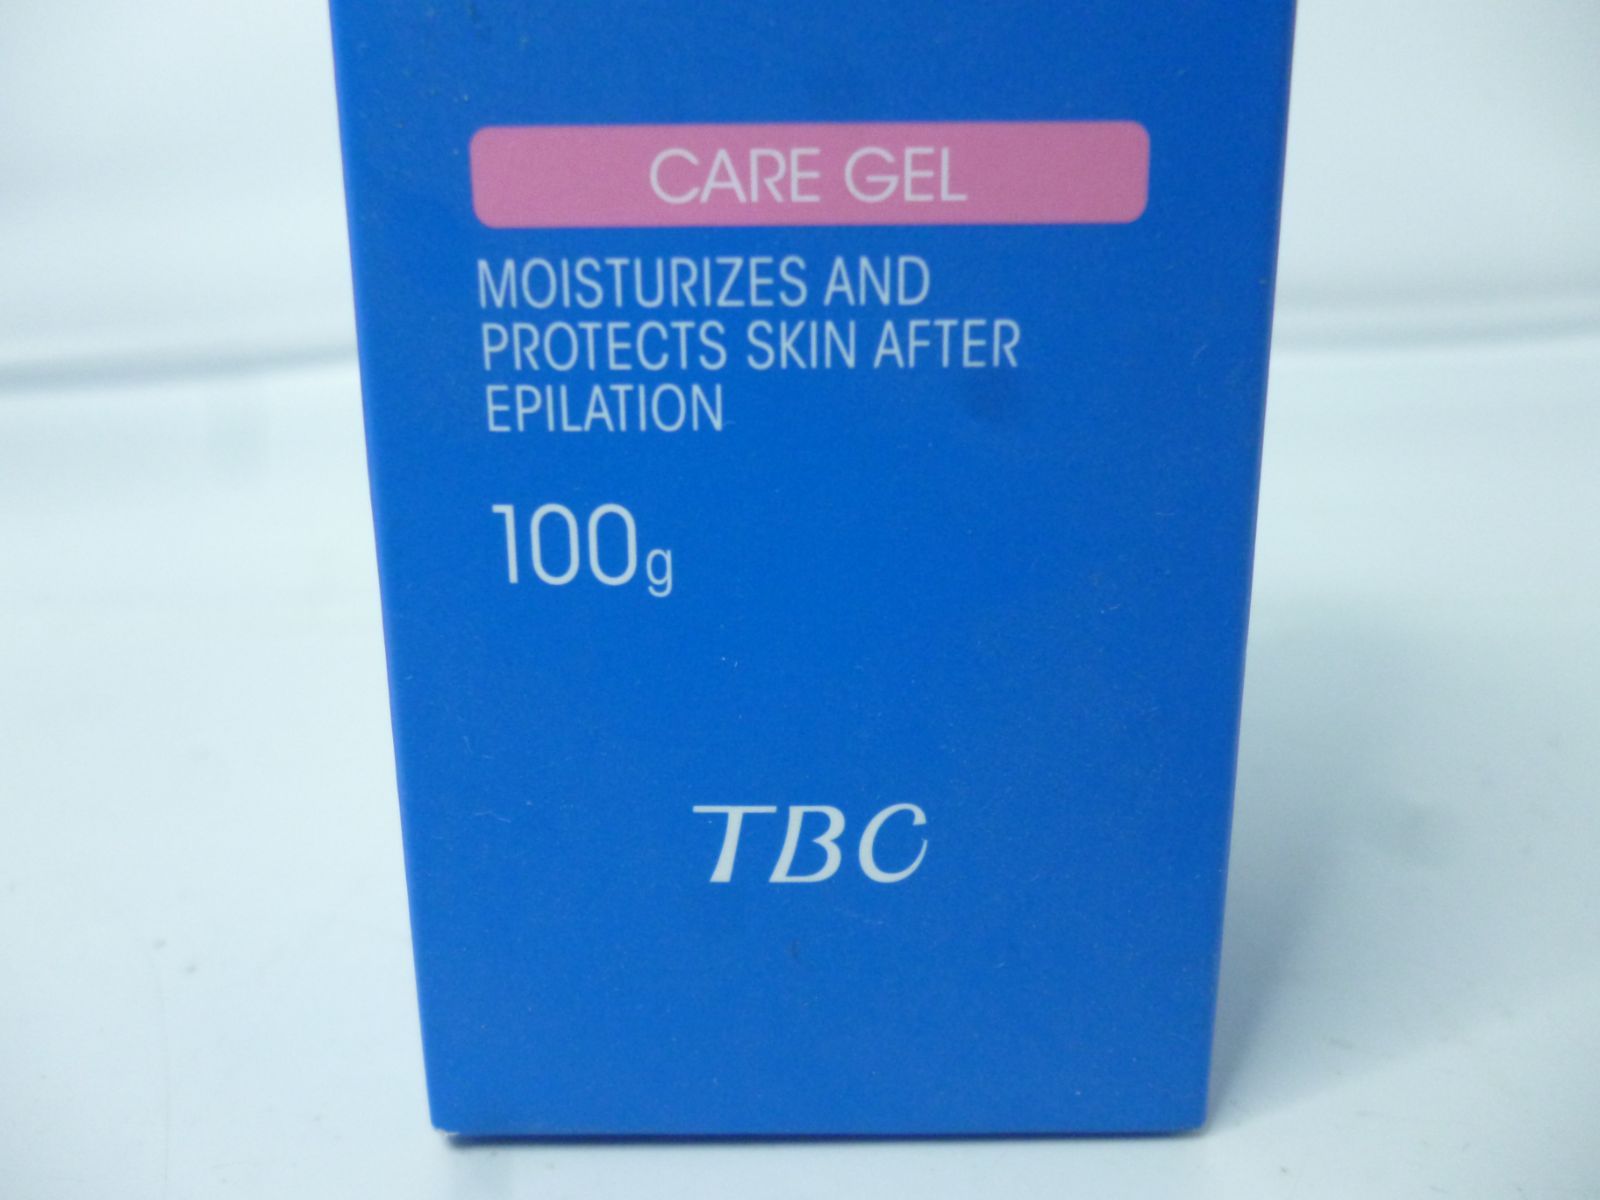 CARE GEL
MOISTURIZES AND
PROTECTS SKIN AFTER
EPILATION
100g
TBC